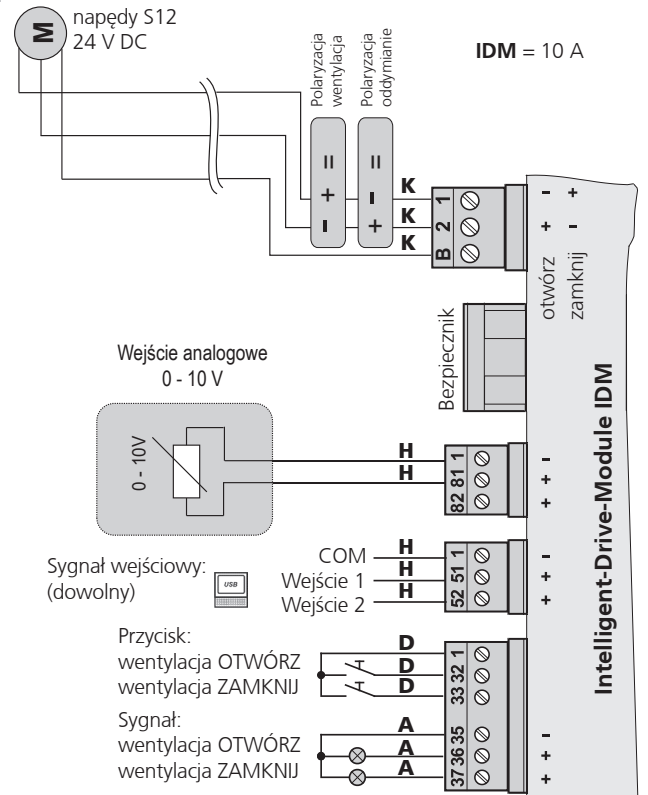 napędy S12
24 V DC
M
IDM = 10 A
Polaryzacja
wentylacja
Polaryzacja
oddymianie
- + =
+ - =
K
K
K
1
2
B
- +
+ -
otwórz
zamknij
Bezpiecznik
Intelligent-Drive-Module IDM
Wejście analogowe
0 - 10 V
0 - 10V
H
H
1
81
82
-
+
+
Sygnał wejściowy:
(dowolny)
USB
COM
Wejście 1
Wejście 2
H
H
H
1
51
52
-
+
+
Przycisk:
wentylacja OTWÓRZ
wentylacja ZAMKNIJ
D
D
D
1
32
33
Sygnał:
wentylacja OTWÓRZ
wentylacja ZAMKNIJ
A
A
A
35
36
37
-
+
+